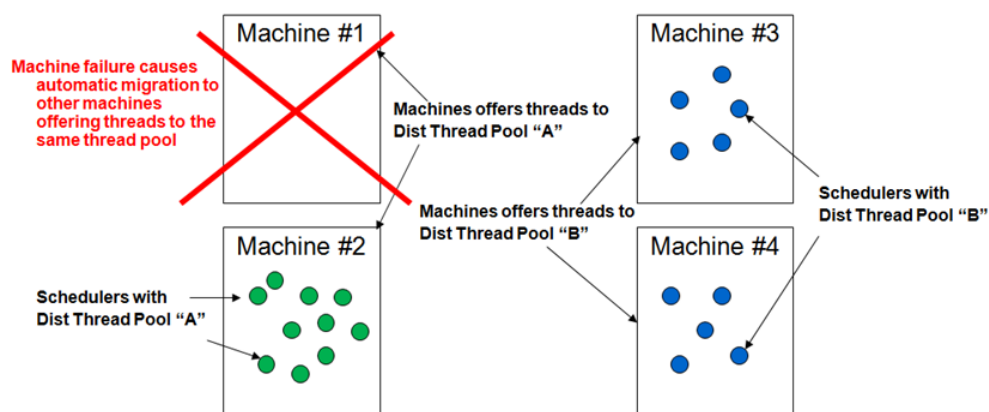 Machine #1
Machine #3
Machine failure causes
automatic migration to
other machines
offering threads to the
same thread pool
Machines offers threads to
Dist Thread Pool “A”
Machines offers threads to
Dist Thread Pool “B”
Schedulers with
Dist Thread Pool “B”
Machine #2
Machine #4
Schedulers with
Dist Thread Pool “A”